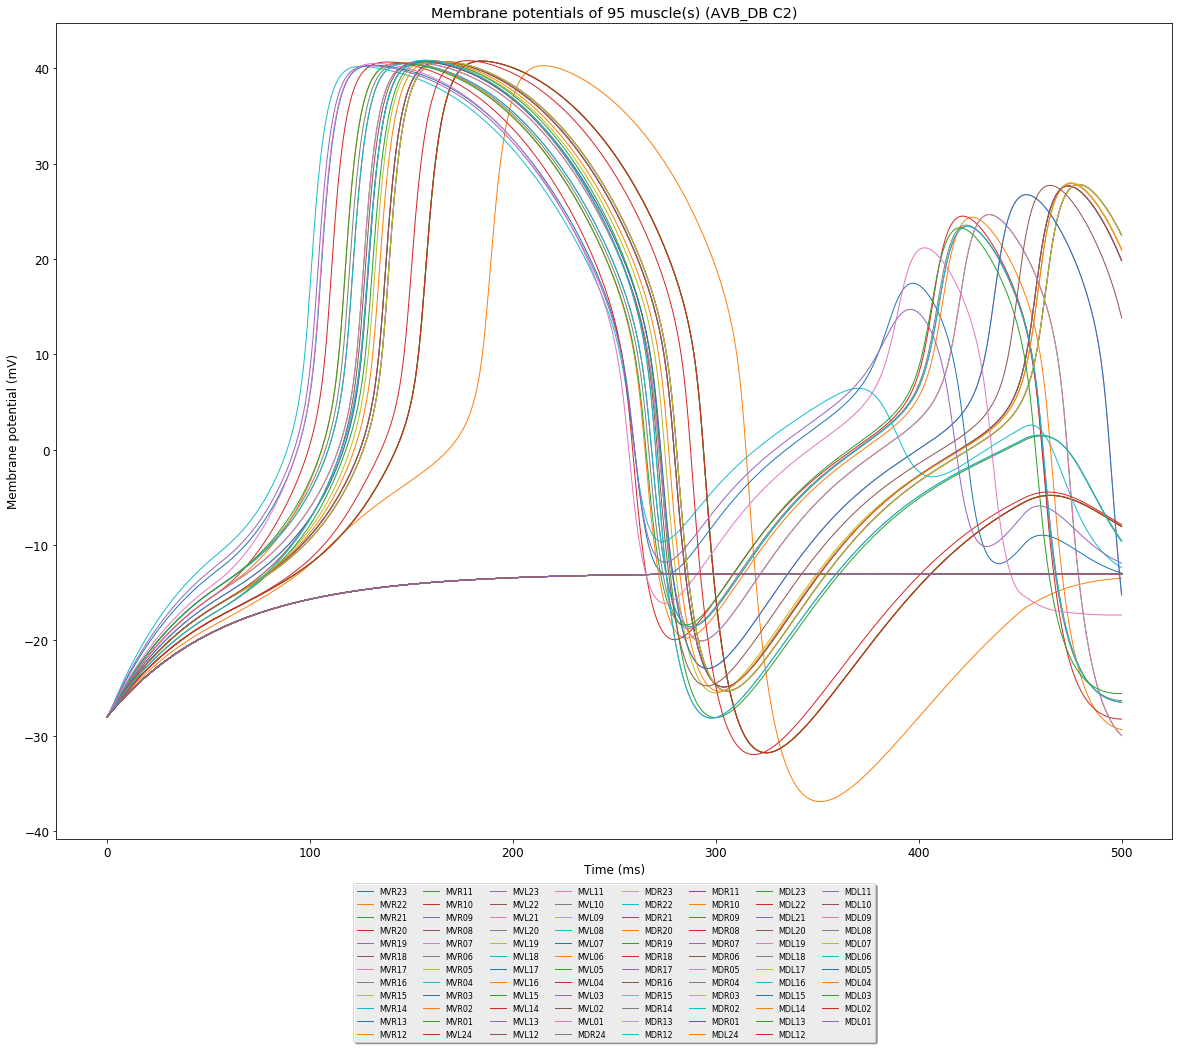 Membrane potentials of 95 muscle(s) (AVB_DB C2)
Membrane potential (mV)
40
30
20
10
0
−10
−20
−30
−40
0 100 200 300 400 500
Time (ms)
MVR23 MVR11 MVL23 MVL11 MDR23 MDR11 MDL23 MDL11
MVR22 MVR10 MVL22 MVL10 MDR22 MDR10 MDL22 MDL10
MVR21 MVR09 MVL21 MVL09 MDR21 MDR09 MDL21 MDL09
MVR20 MVR08 MVL20 MVL08 MDR20 MDR08 MDL20 MDL08
MVR19 MVR07 MVL19 MVL07 MDR19 MDR07 MDL19 MDL07
MVR18 MVR06 MVL18 MVL06 MDR18 MDR06 MDL18 MDL06
MVR17 MVR05 MVL17 MVL05 MDR17 MDR05 MDL17 MDL05
MVR16 MVR04 MVL16 MVL04 MDR16 MDR04 MDL16 MDL04
MVR15 MVR03 MVL15 MVL03 MDR15 MDR03 MDL15 MDL03
MVR14 MVR02 MVL14 MVL02 MDR13 MDR02 MDL14 MDL02
MVR13 MVR01 MVL13 MVL01 MDR13 MDR01 MDL13 MDL01
MVR12 MVL24 MVL12 MDR24 MDR12 MDL24 MDL12